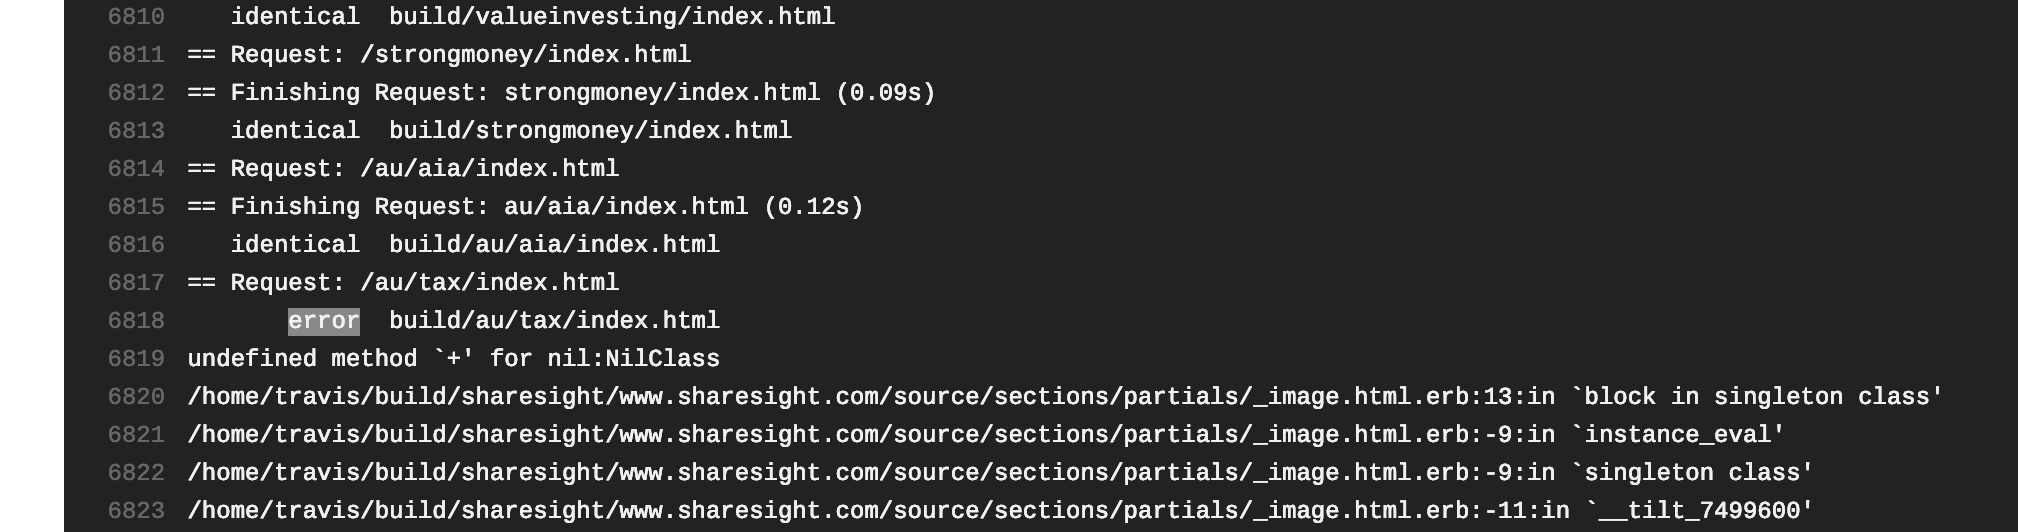 6810 identical build/valueinvesting/index.html
6811 == Request: /strongmoney/index.html
6812 == Finishing Request: strongmoney/index.html (0.09s)
6813 identical build/strongmoney/index.html
6814 == Request: /au/aia/index.html
6815 == Finishing Request: au/aia/index.html (0.12s)
6816 identical build/au/aia/index.html
6817 == Request: /au/tax/index.html
6818 error build/au/tax/index.html
6819 undefined method `+' for nil:NilClass
6820 /home/travis/build/sharesight/www.sharesight.com/source/sections/partials/_image.html.erb:13:in `block in singleton class'
6821 /home/travis/build/sharesight/www.sharesight.com/source/sections/partials/_image.html.erb:-9:in `instance_eval'
6822 /home/travis/build/sharesight/www.sharesight.com/source/sections/partials/_image.html.erb:-9:in `singleton class'
6823 /home/travis/build/sharesight/www.sharesight.com/source/sections/partials/_image.html.erb:-11:in `__tilt_7499600'